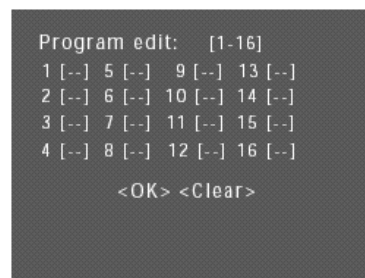 Program edit: [1-16]
1 [--] 5 [--] 9 [--] 13 [--]
2 [--] 6 [--] 10 [--] 14 [--]
3 [--] 7 [--] 11 [--] 15 [--]
4 [--] 8 [--] 12 [--] 16 [--]
<OK> <Clear>